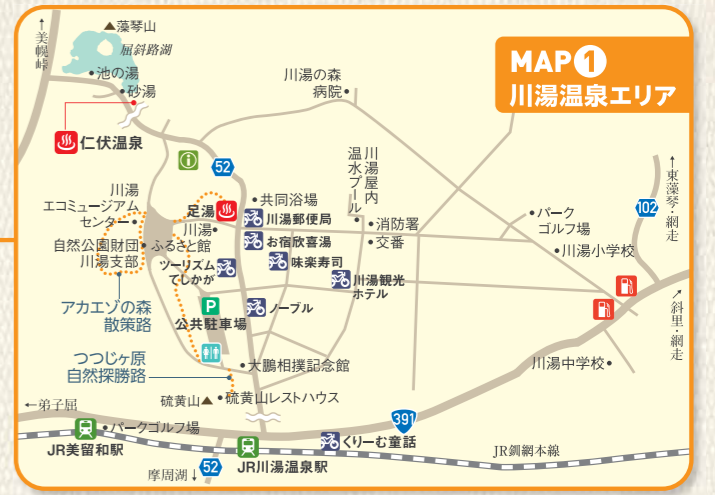 MAP1
川湯温泉エリア
↑美幌峠
▲藻琴山
屈斜路湖
•池の湯
•砂湯
仁伏温泉
川湯の森
病院•
52
川湯屋内
温水プール•
•共同浴場
川湯郵便局
•消防署
•交番
お宿欣喜湯
味楽寿司
川湯観光
ホテル
川湯
エコミュージアム
センター•
足湯
川湯•
ふるさと館
自然公園財団•
川湯支部
ツーリズム
てしかが
P
公共駐車場
ノーブル
アカエゾの森
散策路
つつじヶ原
自然探勝路
•大鵬相撲記念館
硫黄山▲
•硫黄山レストハウス
•パーク
ゴルフ場
•川湯小学校
102
↑東藻琴・網走
↗斜里・網走
川湯中学校•
←弟子屈
•パークゴルフ場
JR美留和駅
391
くりーむ童話
JR釧網本線
JR川湯温泉駅
52
摩周湖↓